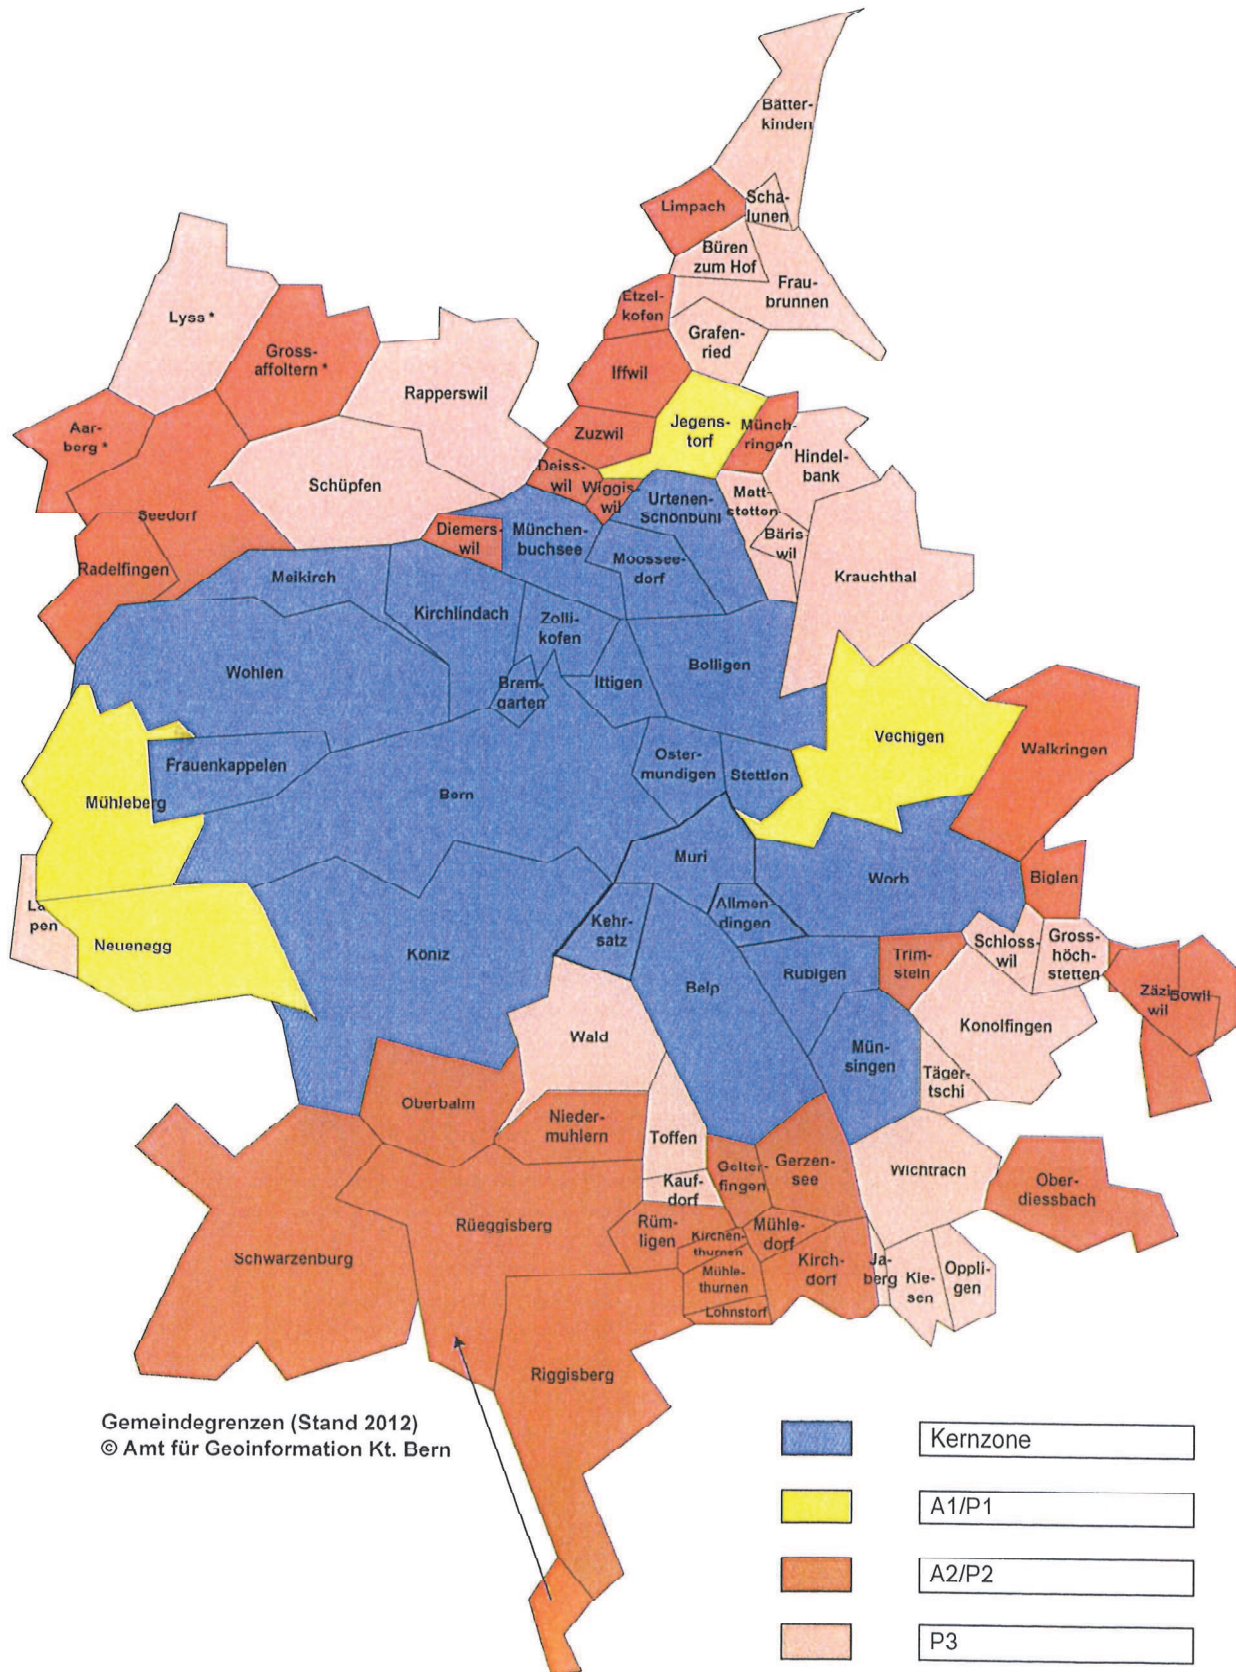 Bätter-
kinden
Scha-
lunen
Limpach
Büren
zum Hof
Frau-
brunnen
Etzel-
kofen
Lyss *
Grafen-
ried
Gross-
affoltern *
Iffwil
Rapperswil
Aar-
berg *
Zuzwil
Jegens-
torf
Münch-
ringen
Hindel-
bank
Deiss-
wil
Wiggis-
wil
Schüpfen
Urtenen-
Schönbühl
Matt-
stetten
Seedorf
Diemers-
wil
München-
buchsee
Bäris-
wil
Moossee-
dorf
Radelfingen
Meikirch
Krauchthal
Kirchlindach
Zolli-
kofen
Wohlen
Bolligen
Ittigen
Brem-
garten
Vechigen
Walkringen
Frauenkappelen
Oster-
mundigen
Stettlen
Bern
Mühleberg
Muri
Worb
Biglen
Allmen-
dingen
Kehr-
satz
La
pen
Neuenegg
Köniz
Schloss-
wil
Gross-
höch-
stetten
Trim-
stein
Rubigen
Belp
Zäzi
wil
Bowil
Konolfingen
Wald
Mün-
singen
Täger-
tschi
Oberbalm
Nieder-
muhlern
Toffen
Gelter-
fingen
Gerzen-
see
Wichtrach
Ober-
diessbach
Kauf-
dorf
Rüeggisberg
Rüm-
ligen
Kirchen-
thurnen
Mühle-
dorf
Schwarzenburg
Mühle-
thurnen
Kirch-
dorf
Ja-
berg
Kie-
sen
Oppli-
gen
Lohnstorf
Riggisberg
Gemeindegrenzen (Stand 2012)
© Amt für Geoinformation Kt. Bern
Kernzone
A1/P1
A2/P2
P3